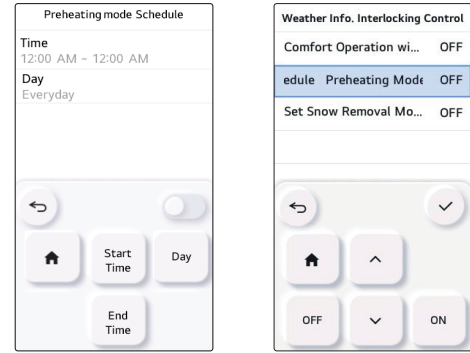 Preheating mode Schedule
Time
12:00 AM - 12:00 AM
Day
Everyday
Start
Time
Day
End
Time
Weather Info. Interlocking Control
Comfort Operation wi... OFF
edule Preheating Mode OFF
Set Snow Removal Mo... OFF
OFF
ON